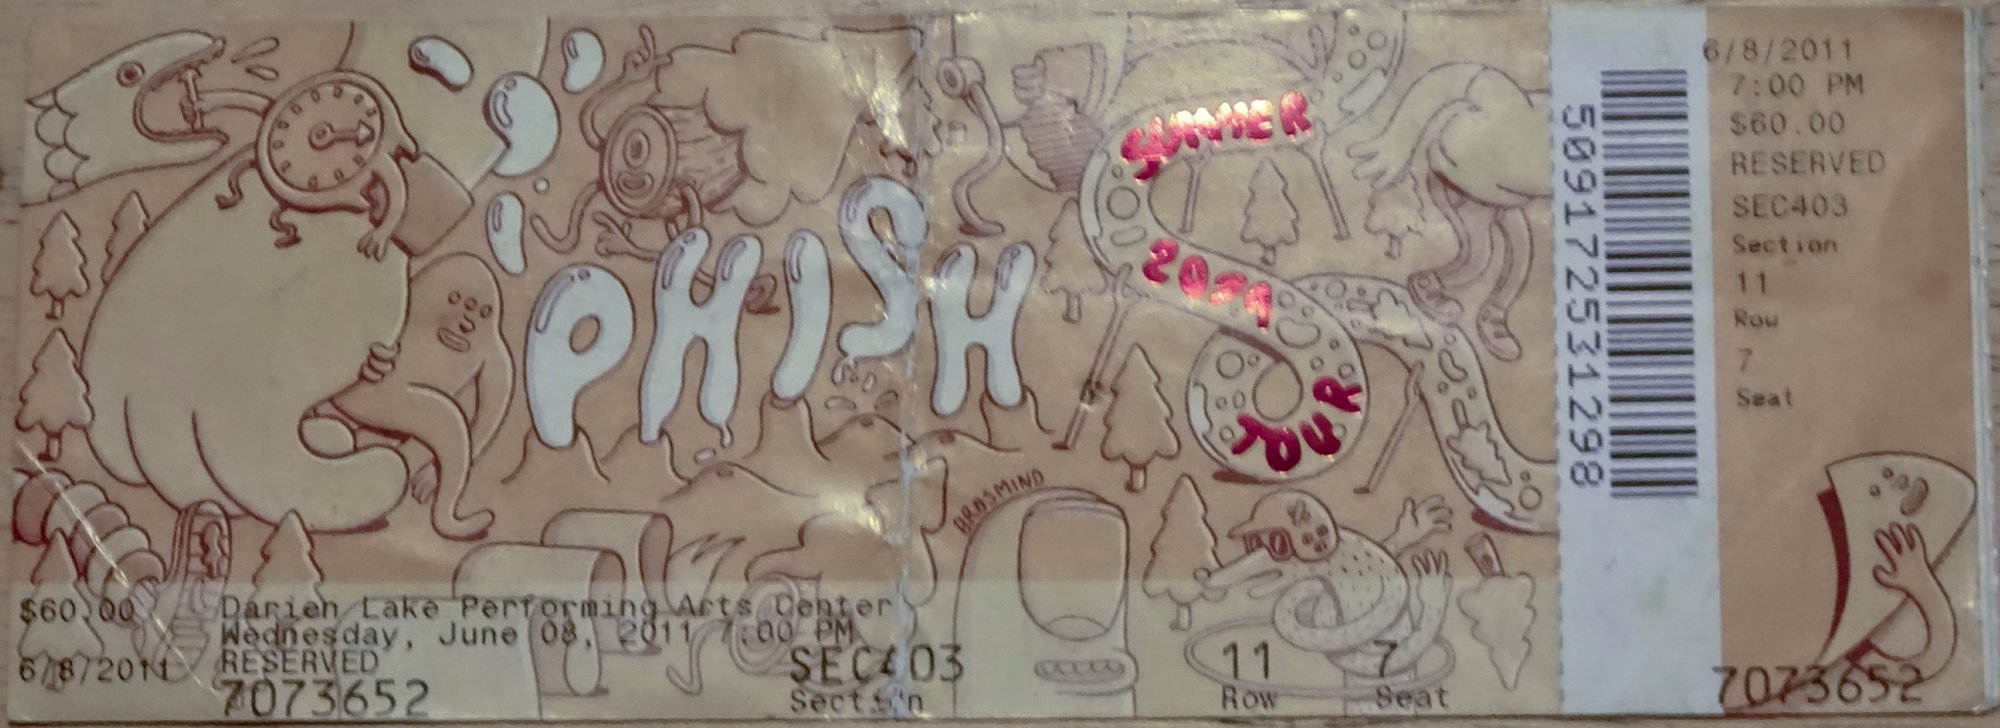 PHISH
SUMMER
2011
TOUR
BROSMIND
$60.00
Darien Lake Performing Arts Center
Wednesday, June 08, 2011 7:00 PM
6/8/2011
RESERVED
7073652
SEC403
Section
11
Row
7
Seat
509172531298
6/8/2011
7:00 PM
$60.00
RESERVED
SEC403
Section
11
Row
7
Seat
7073652